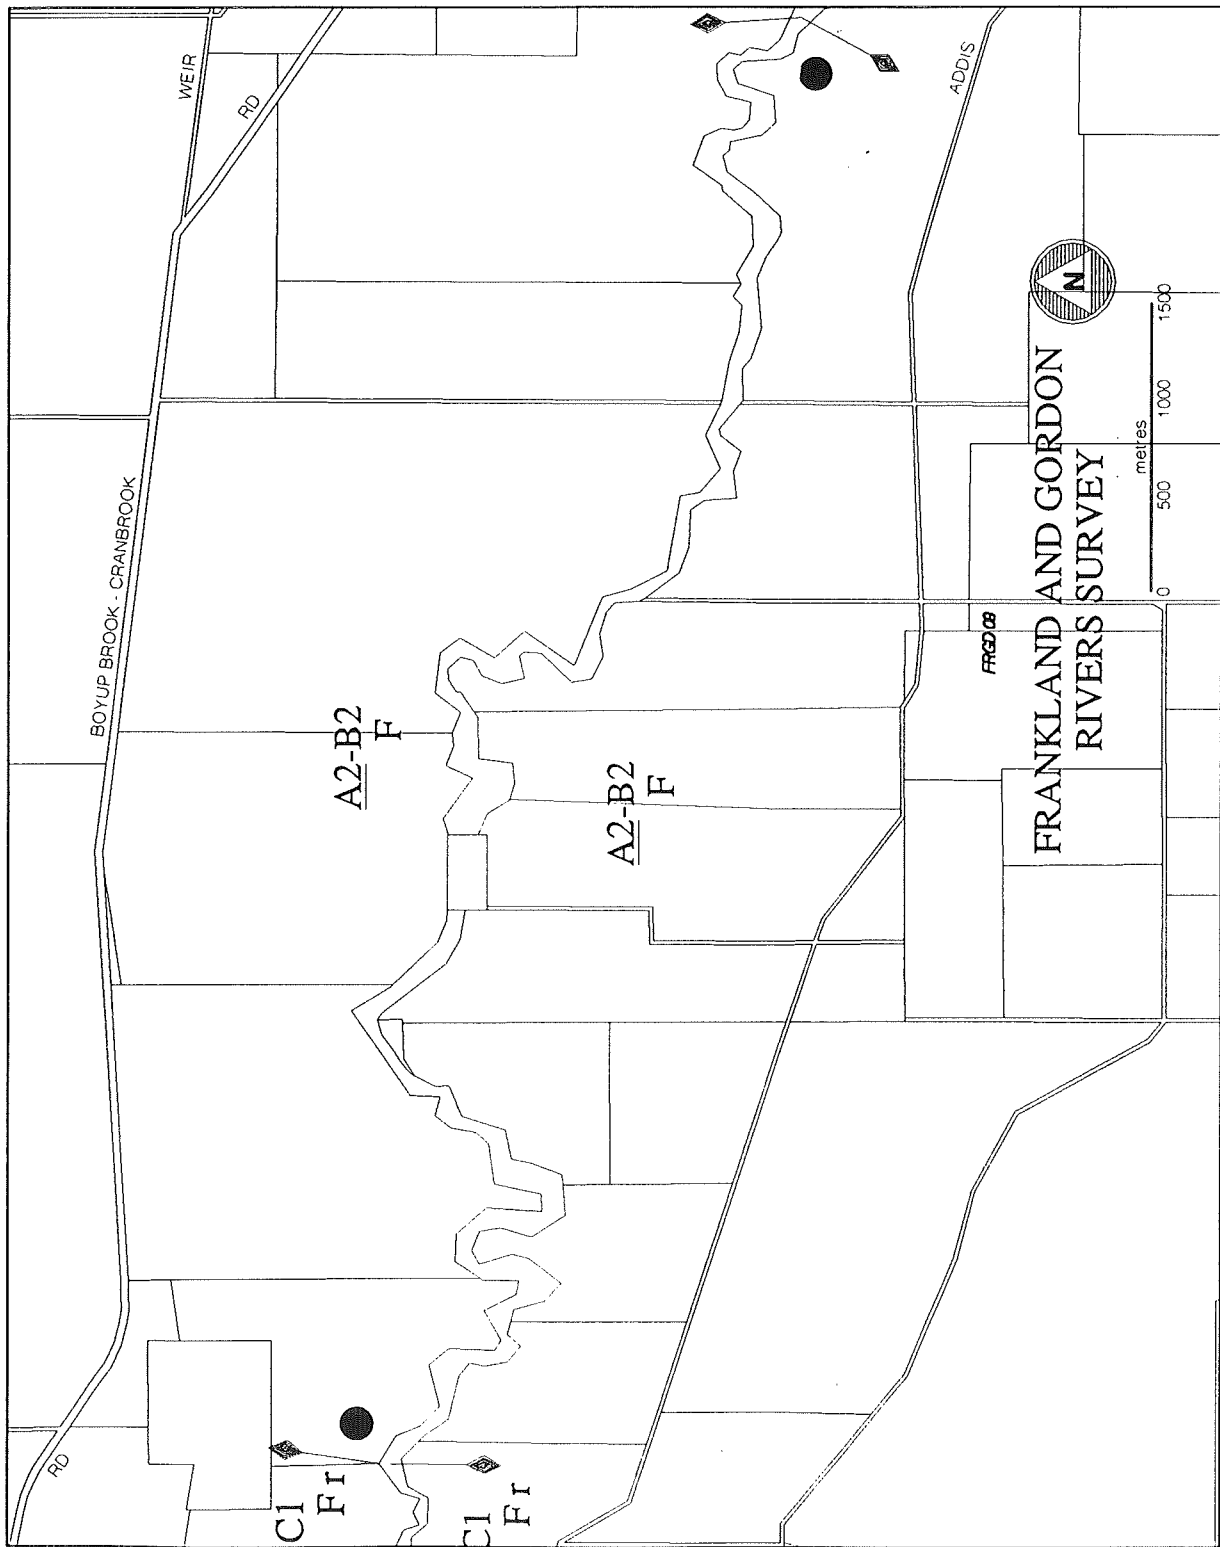 RD
BOYUP BROOK - CRANBROOK
WEIR
RD
C1
Fr
C1
Fr
A2-B2
F
A2-B2
F
ADDIS
FRGD 08
FRANKLAND AND GORDON
RIVERS SURVEY
metres
0 500 1000 1500
N